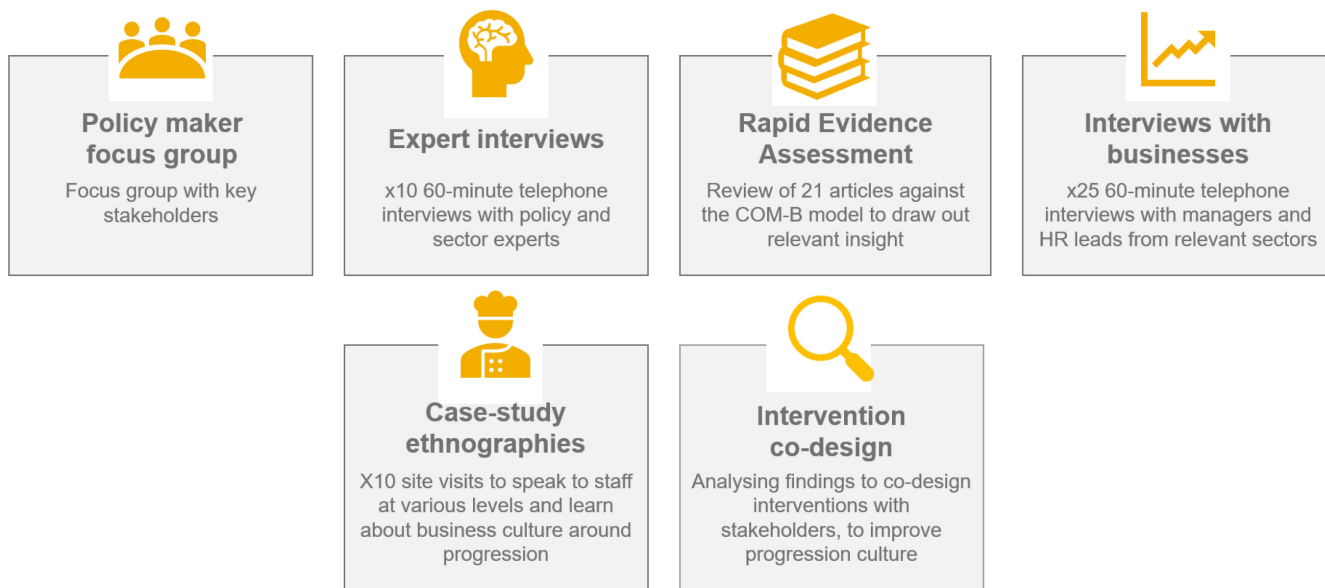 Policy maker
focus group
Focus group with key
stakeholders
Expert interviews
x10 60-minute telephone
interviews with policy and
sector experts
Rapid Evidence
Assessment
Review of 21 articles against
the COM-B model to draw out
relevant insight
Interviews with
businesses
x25 60-minute telephone
interviews with managers and
HR leads from relevant sectors
Case-study
ethnographies
X10 site visits to speak to staff
at various levels and learn
about business culture around
progression
Intervention
co-design
Analysing findings to co-design
interventions with
stakeholders, to improve
progression culture